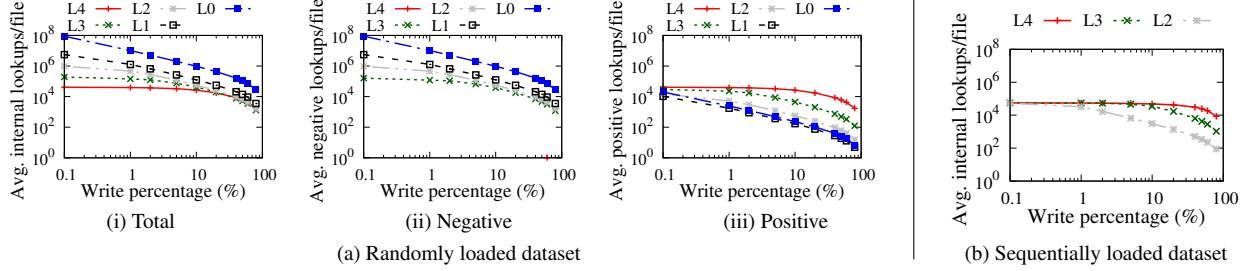 L4 L2 L0
L3 L1
Avg. internal lookups/file
10^8
10^6
10^4
10^2
10^0
0.1 1 10 100
Write percentage (%)
(i) Total
L4 L2 L0
L3 L1
Avg. negative lookups/file
10^8
10^6
10^4
10^2
10^0
0.1 1 10 100
Write percentage (%)
(ii) Negative
L4 L2 L0
L3 L1
Avg. positive lookups/file
10^8
10^6
10^4
10^2
10^0
0.1 1 10 100
Write percentage (%)
(iii) Positive
(a) Randomly loaded dataset
L4 L3 L2
Avg. internal lookups/file
10^8
10^6
10^4
10^2
10^0
0.1 1 10 100
Write percentage (%)
(b) Sequentially loaded dataset